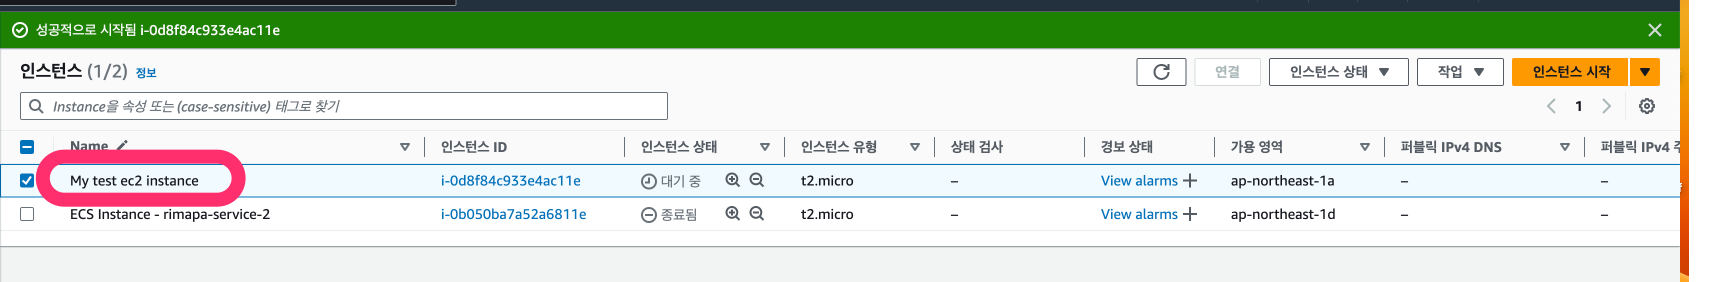 성공적으로 시작됨 i-0d8f84c933e4ac11e
인스턴스 (1/2) 정보 연결 인스턴스 상태 작업 인스턴스 시작
Instance을 속성 또는 (case-sensitive) 태그로 찾기 1
Name 인스턴스 ID 인스턴스 상태 인스턴스 유형 상태 검사 경보 상태 가용 영역 퍼블릭 IPv4 DNS 퍼블릭 IPv4
My test ec2 instance i-0d8f84c933e4ac11e 대기 중 t2.micro – View alarms + ap-northeast-1a – –
ECS Instance - rimapa-service-2 i-0b050ba7a52a6811e 종료됨 t2.micro – View alarms + ap-northeast-1d – –